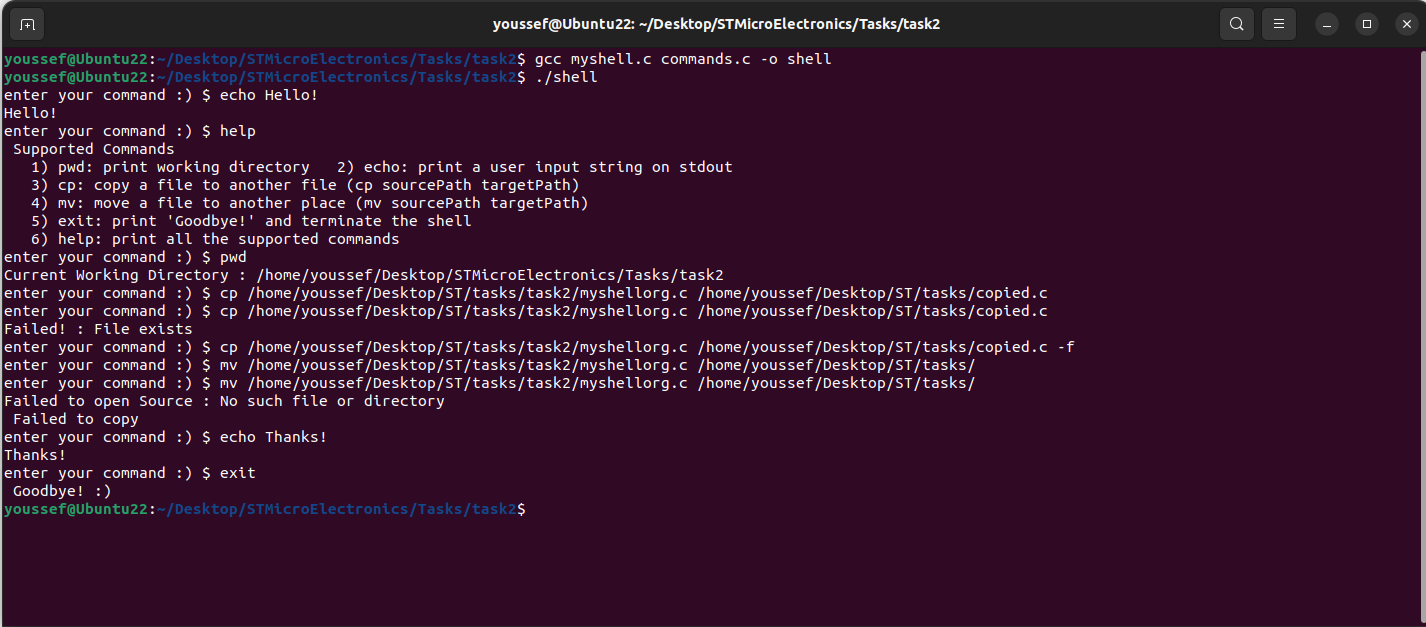 youssef@Ubuntu22: ~/Desktop/STMicroElectronics/Tasks/task2
youssef@Ubuntu22:~/Desktop/STMicroElectronics/Tasks/task2$ gcc myshell.c commands.c -o shell
youssef@Ubuntu22:~/Desktop/STMicroElectronics/Tasks/task2$ ./shell
enter your command :) $ echo Hello!
Hello!
enter your command :) $ help
 Supported Commands
   1) pwd: print working directory   2) echo: print a user input string on stdout
   3) cp: copy a file to another file (cp sourcePath targetPath)
   4) mv: move a file to another place (mv sourcePath targetPath)
   5) exit: print 'Goodbye!' and terminate the shell
   6) help: print all the supported commands
enter your command :) $ pwd
Current Working Directory : /home/youssef/Desktop/STMicroElectronics/Tasks/task2
enter your command :) $ cp /home/youssef/Desktop/ST/tasks/task2/myshellorg.c /home/youssef/Desktop/ST/tasks/copied.c
enter your command :) $ cp /home/youssef/Desktop/ST/tasks/task2/myshellorg.c /home/youssef/Desktop/ST/tasks/copied.c
Failed! : File exists
enter your command :) $ cp /home/youssef/Desktop/ST/tasks/task2/myshellorg.c /home/youssef/Desktop/ST/tasks/copied.c -f
enter your command :) $ mv /home/youssef/Desktop/ST/tasks/task2/myshellorg.c /home/youssef/Desktop/ST/tasks/
enter your command :) $ mv /home/youssef/Desktop/ST/tasks/task2/myshellorg.c /home/youssef/Desktop/ST/tasks/
Failed to open Source : No such file or directory
 Failed to copy
enter your command :) $ echo Thanks!
Thanks!
enter your command :) $ exit
 Goodbye! :)
youssef@Ubuntu22:~/Desktop/STMicroElectronics/Tasks/task2$